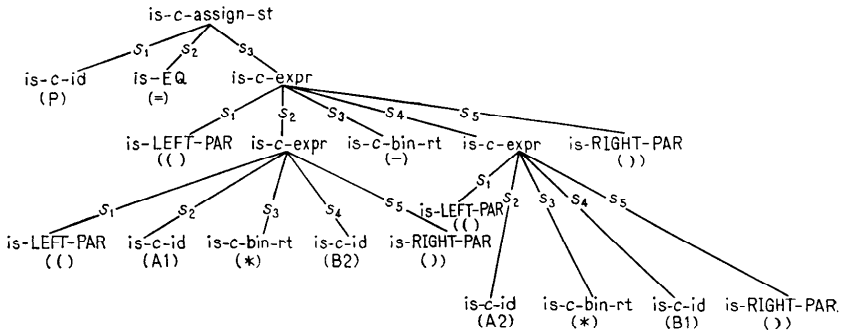 is-c-assign-st
S1 S2 S3
is-c-id is-EQ is-c-expr
(P) (=)
S1 S2 S3 S4 S5
is-LEFT-PAR is-c-expr is-c-bin-rt is-c-expr is-RIGHT-PAR
(() (–) ())
S1 S2 S3 S4 S5 S1 S2 S3 S4 S5
is-LEFT-PAR
(()
is-LEFT-PAR is-c-id is-c-bin-rt is-c-id is-RIGHT-PAR
(() (A1) (*) (B2) ())
is-c-id is-c-bin-rt is-c-id is-RIGHT-PAR.
(A2) (*) (B1) ())